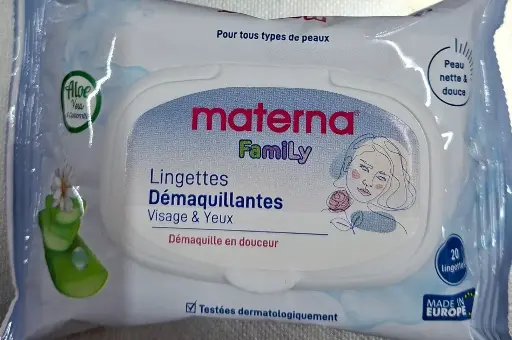 Pour tous types de peaux
Aloe
Vera
Peau
nette &
douce
materna
FamiLy
Lingettes
Démaquillantes
Visage & Yeux
Démaquille en douceur
20
Lingettes
Testées dermatologiquement
MADE IN
EUROPE